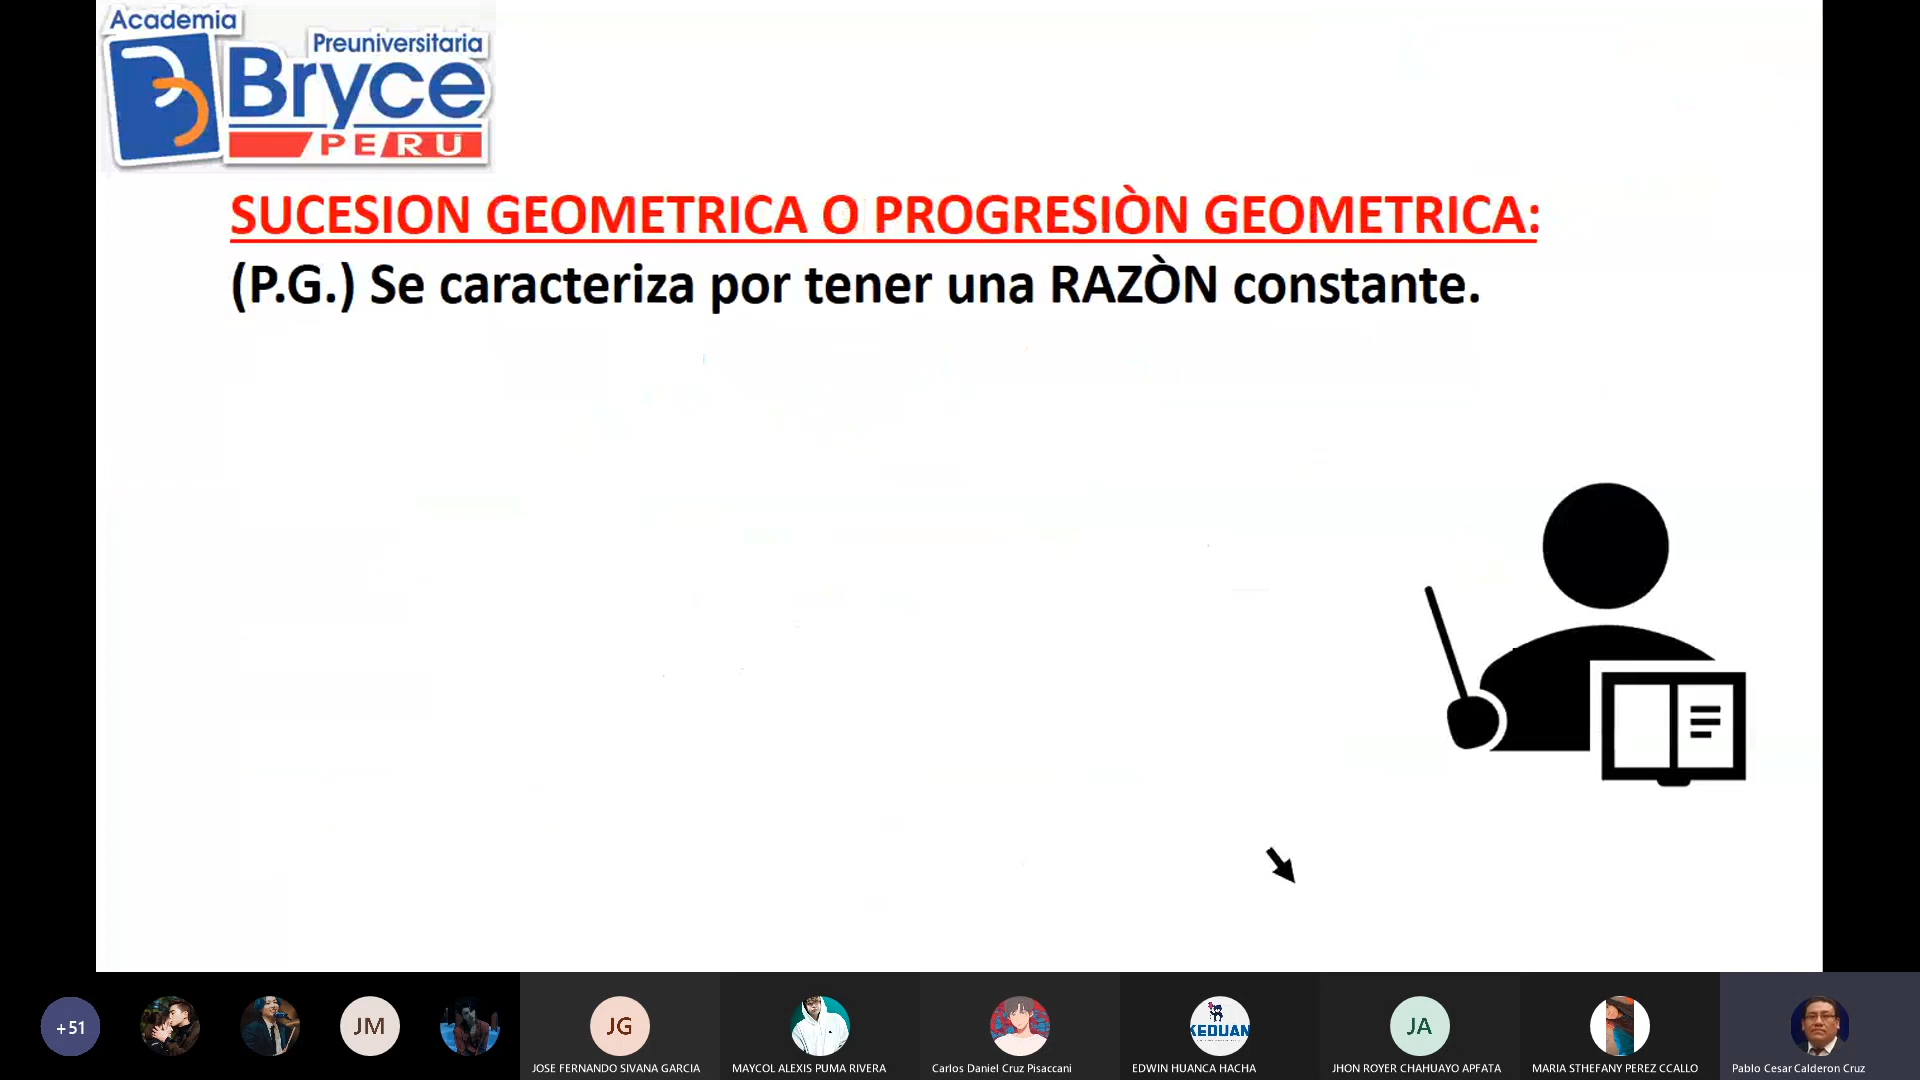 Academia
Preuniversitaria
Bryce
PERU
SUCESION GEOMETRICA O PROGRESIÒN GEOMETRICA:
(P.G.) Se caracteriza por tener una RAZÒN constante.
+51
JM
JG
KEDUAN
JA
JOSE FERNANDO SIVANA GARCIA
MAYCOL ALEXIS PUMA RIVERA
Carlos Daniel Cruz Pisaccani
EDWIN HUANCA HACHA
JHON ROYER CHAHUAYO APFATA
MARIA STHEFANY PEREZ CCALLO
Pablo Cesar Calderon Cruz